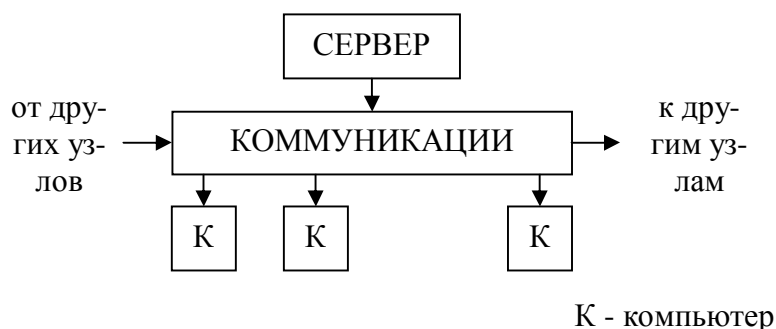 СЕРВЕР
от дру-
гих уз-
лов
КОММУНИКАЦИИ
к дру-
гим уз-
лам
К
К
К
К - компьютер